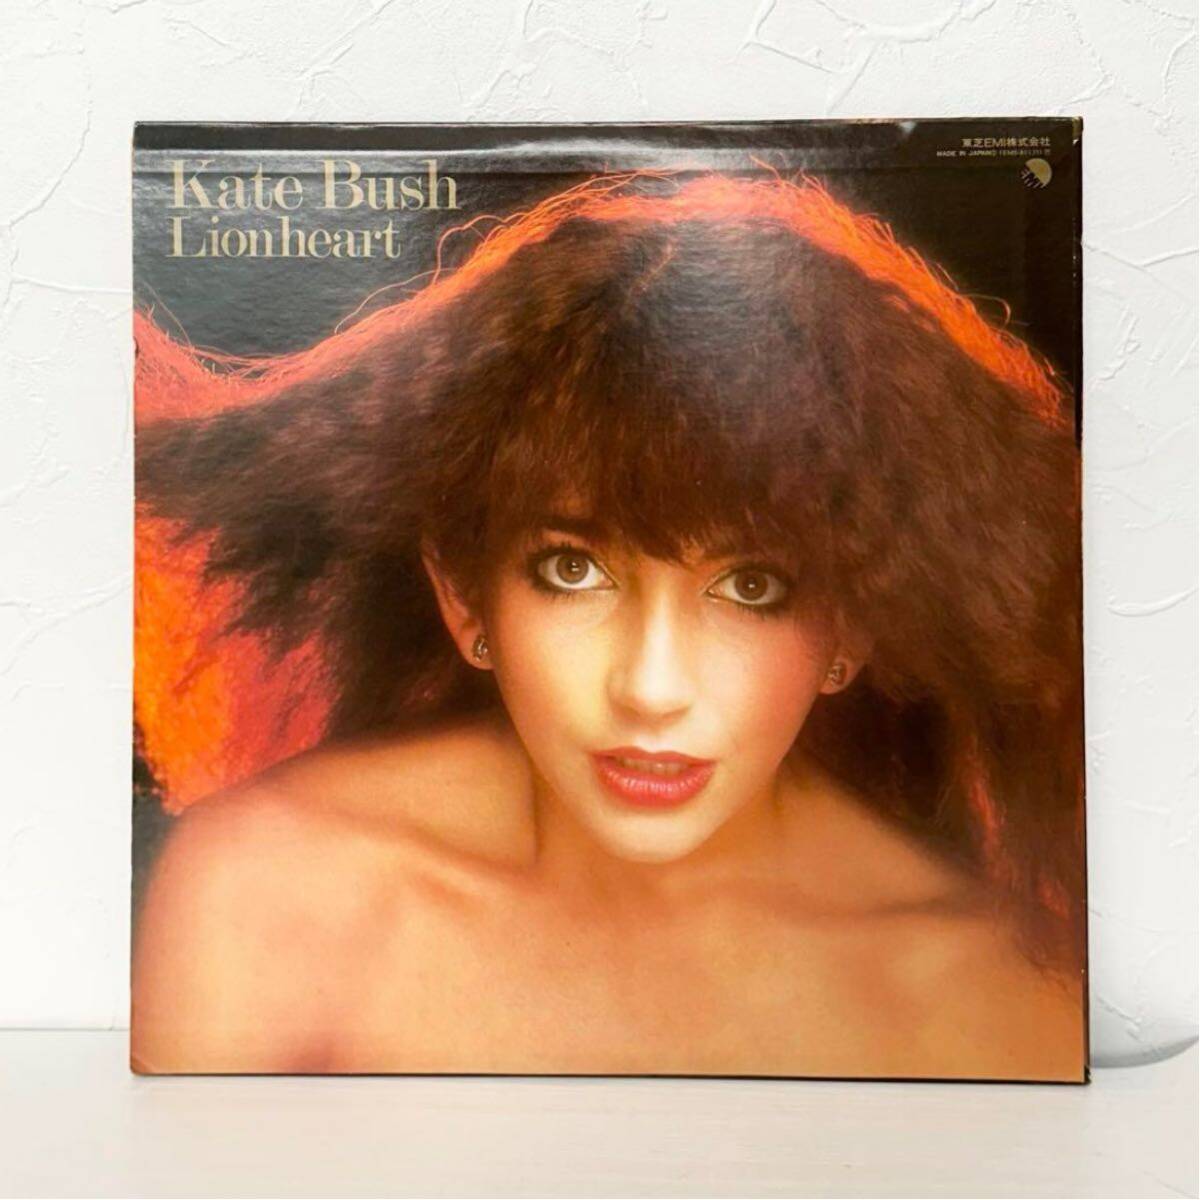 Kate Bush
Lionheart
東芝EMI株式会社
MADE IN JAPAN